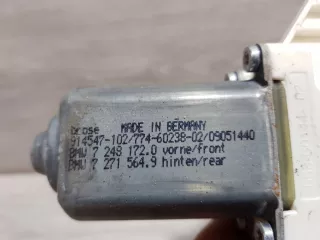 brose MADE IN GERMANY
914547-102/774-60238-02/09051440
BMW 7 248 172.0 vorne/front
BMW 7 271 564.9 hinten/rear